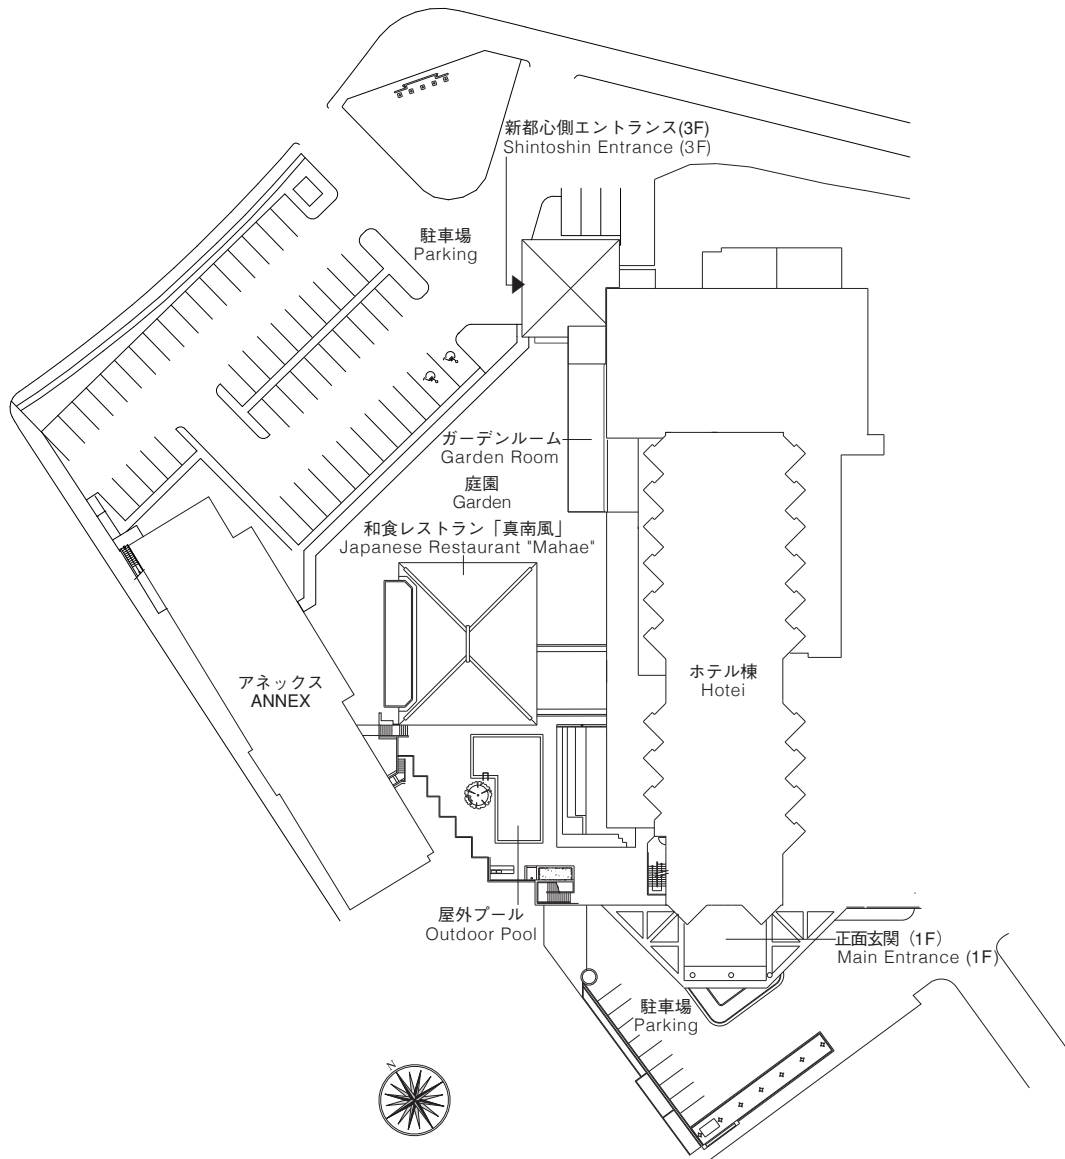 新都心側エントランス(3F)
Shintoshin Entrance (3F)
駐車場
Parking
ガーデンルーム
Garden Room
庭園
Garden
和食レストラン「真南風」
Japanese Restaurant "Mahae"
アネックス
ANNEX
ホテル棟
Hotei
屋外プール
Outdoor Pool
正面玄関（1F）
Main Entrance (1F)
駐車場
Parking
N